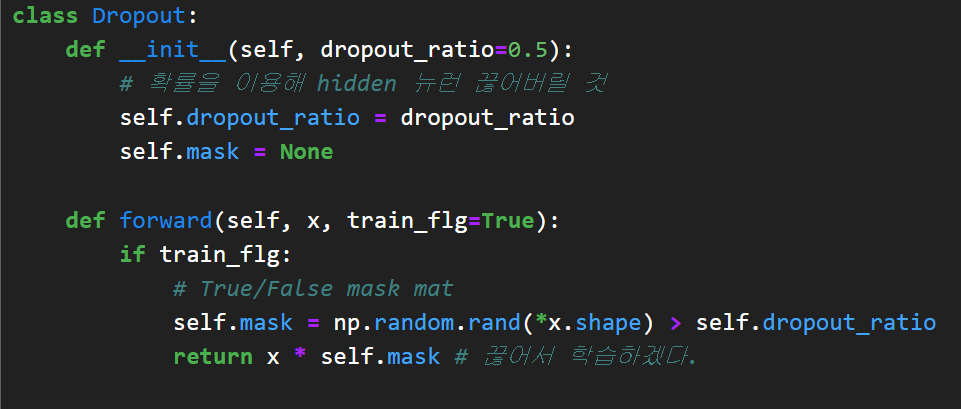 class Dropout:
    def __init__(self, dropout_ratio=0.5):
        # 확률을 이용해 hidden 뉴런 끊어버릴 것
        self.dropout_ratio = dropout_ratio
        self.mask = None

    def forward(self, x, train_flg=True):
        if train_flg:
            # True/False mask mat
            self.mask = np.random.rand(*x.shape) > self.dropout_ratio
            return x * self.mask # 끊어서 학습하겠다.